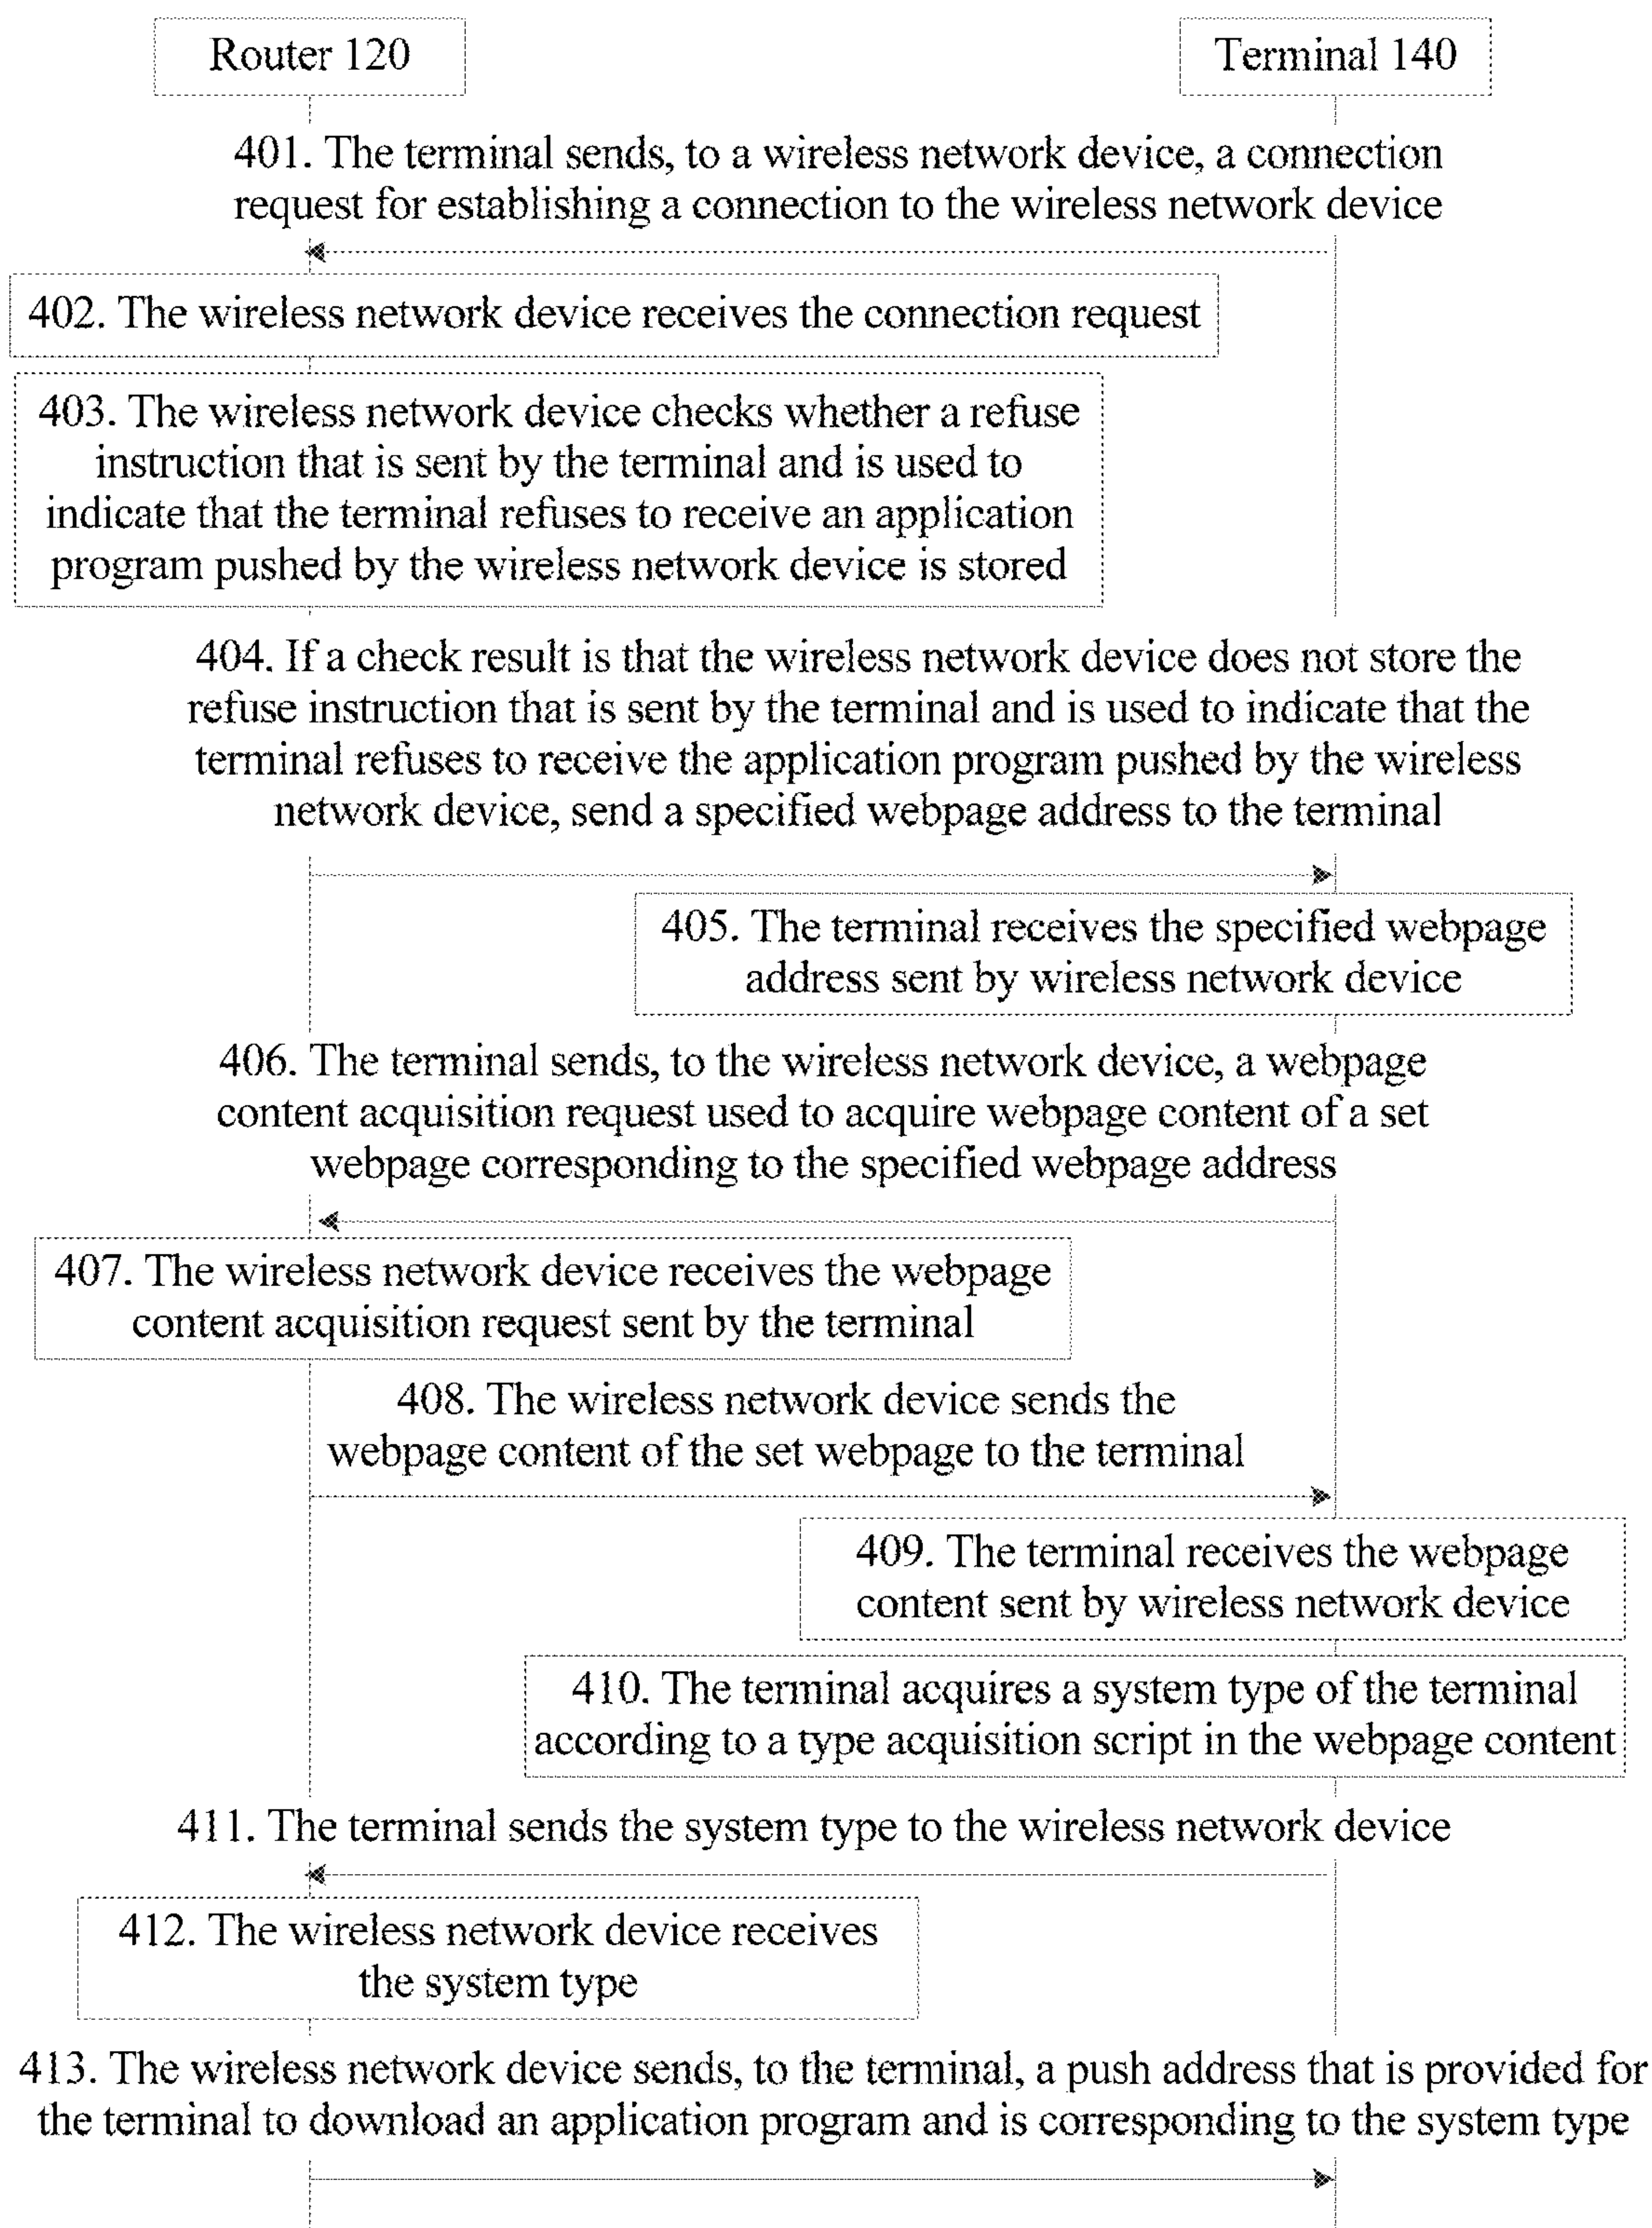 Router 120
Terminal 140
401. The terminal sends, to a wireless network device, a connection
request for establishing a connection to the wireless network device
402. The wireless network device receives the connection request
403. The wireless network device checks whether a refuse
instruction that is sent by the terminal and is used to
indicate that the terminal refuses to receive an application
program pushed by the wireless network device is stored
404. If a check result is that the wireless network device does not store the
refuse instruction that is sent by the terminal and is used to indicate that the
terminal refuses to receive the application program pushed by the wireless
network device, send a specified webpage address to the terminal
405. The terminal receives the specified webpage
address sent by wireless network device
406. The terminal sends, to the wireless network device, a webpage
content acquisition request used to acquire webpage content of a set
webpage corresponding to the specified webpage address
407. The wireless network device receives the webpage
content acquisition request sent by the terminal
408. The wireless network device sends the
webpage content of the set webpage to the terminal
409. The terminal receives the webpage
content sent by wireless network device
410. The terminal acquires a system type of the terminal
according to a type acquisition script in the webpage content
411. The terminal sends the system type to the wireless network device
412. The wireless network device receives
the system type
413. The wireless network device sends, to the terminal, a push address that is provided for
the terminal to download an application program and is corresponding to the system type